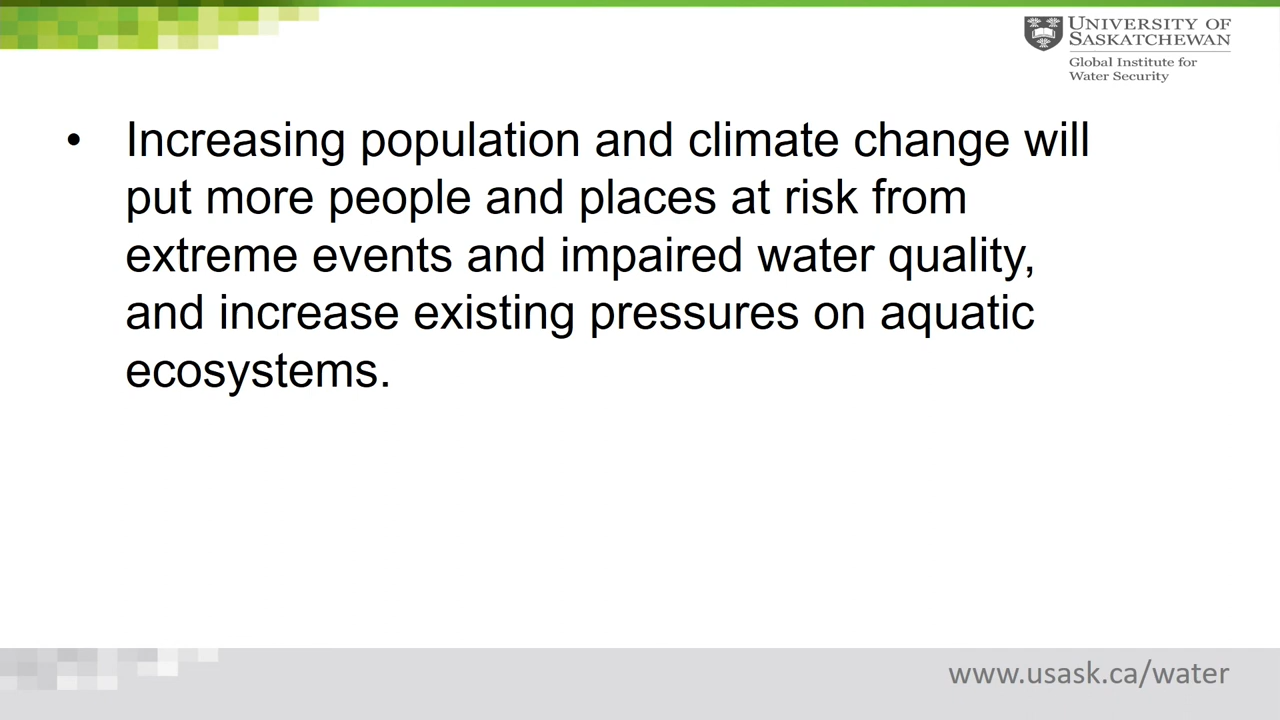 UNIVERSITY OF
SASKATCHEWAN
Global Institute for
Water Security
• Increasing population and climate change will
put more people and places at risk from
extreme events and impaired water quality,
and increase existing pressures on aquatic
ecosystems.
www.usask.ca/water